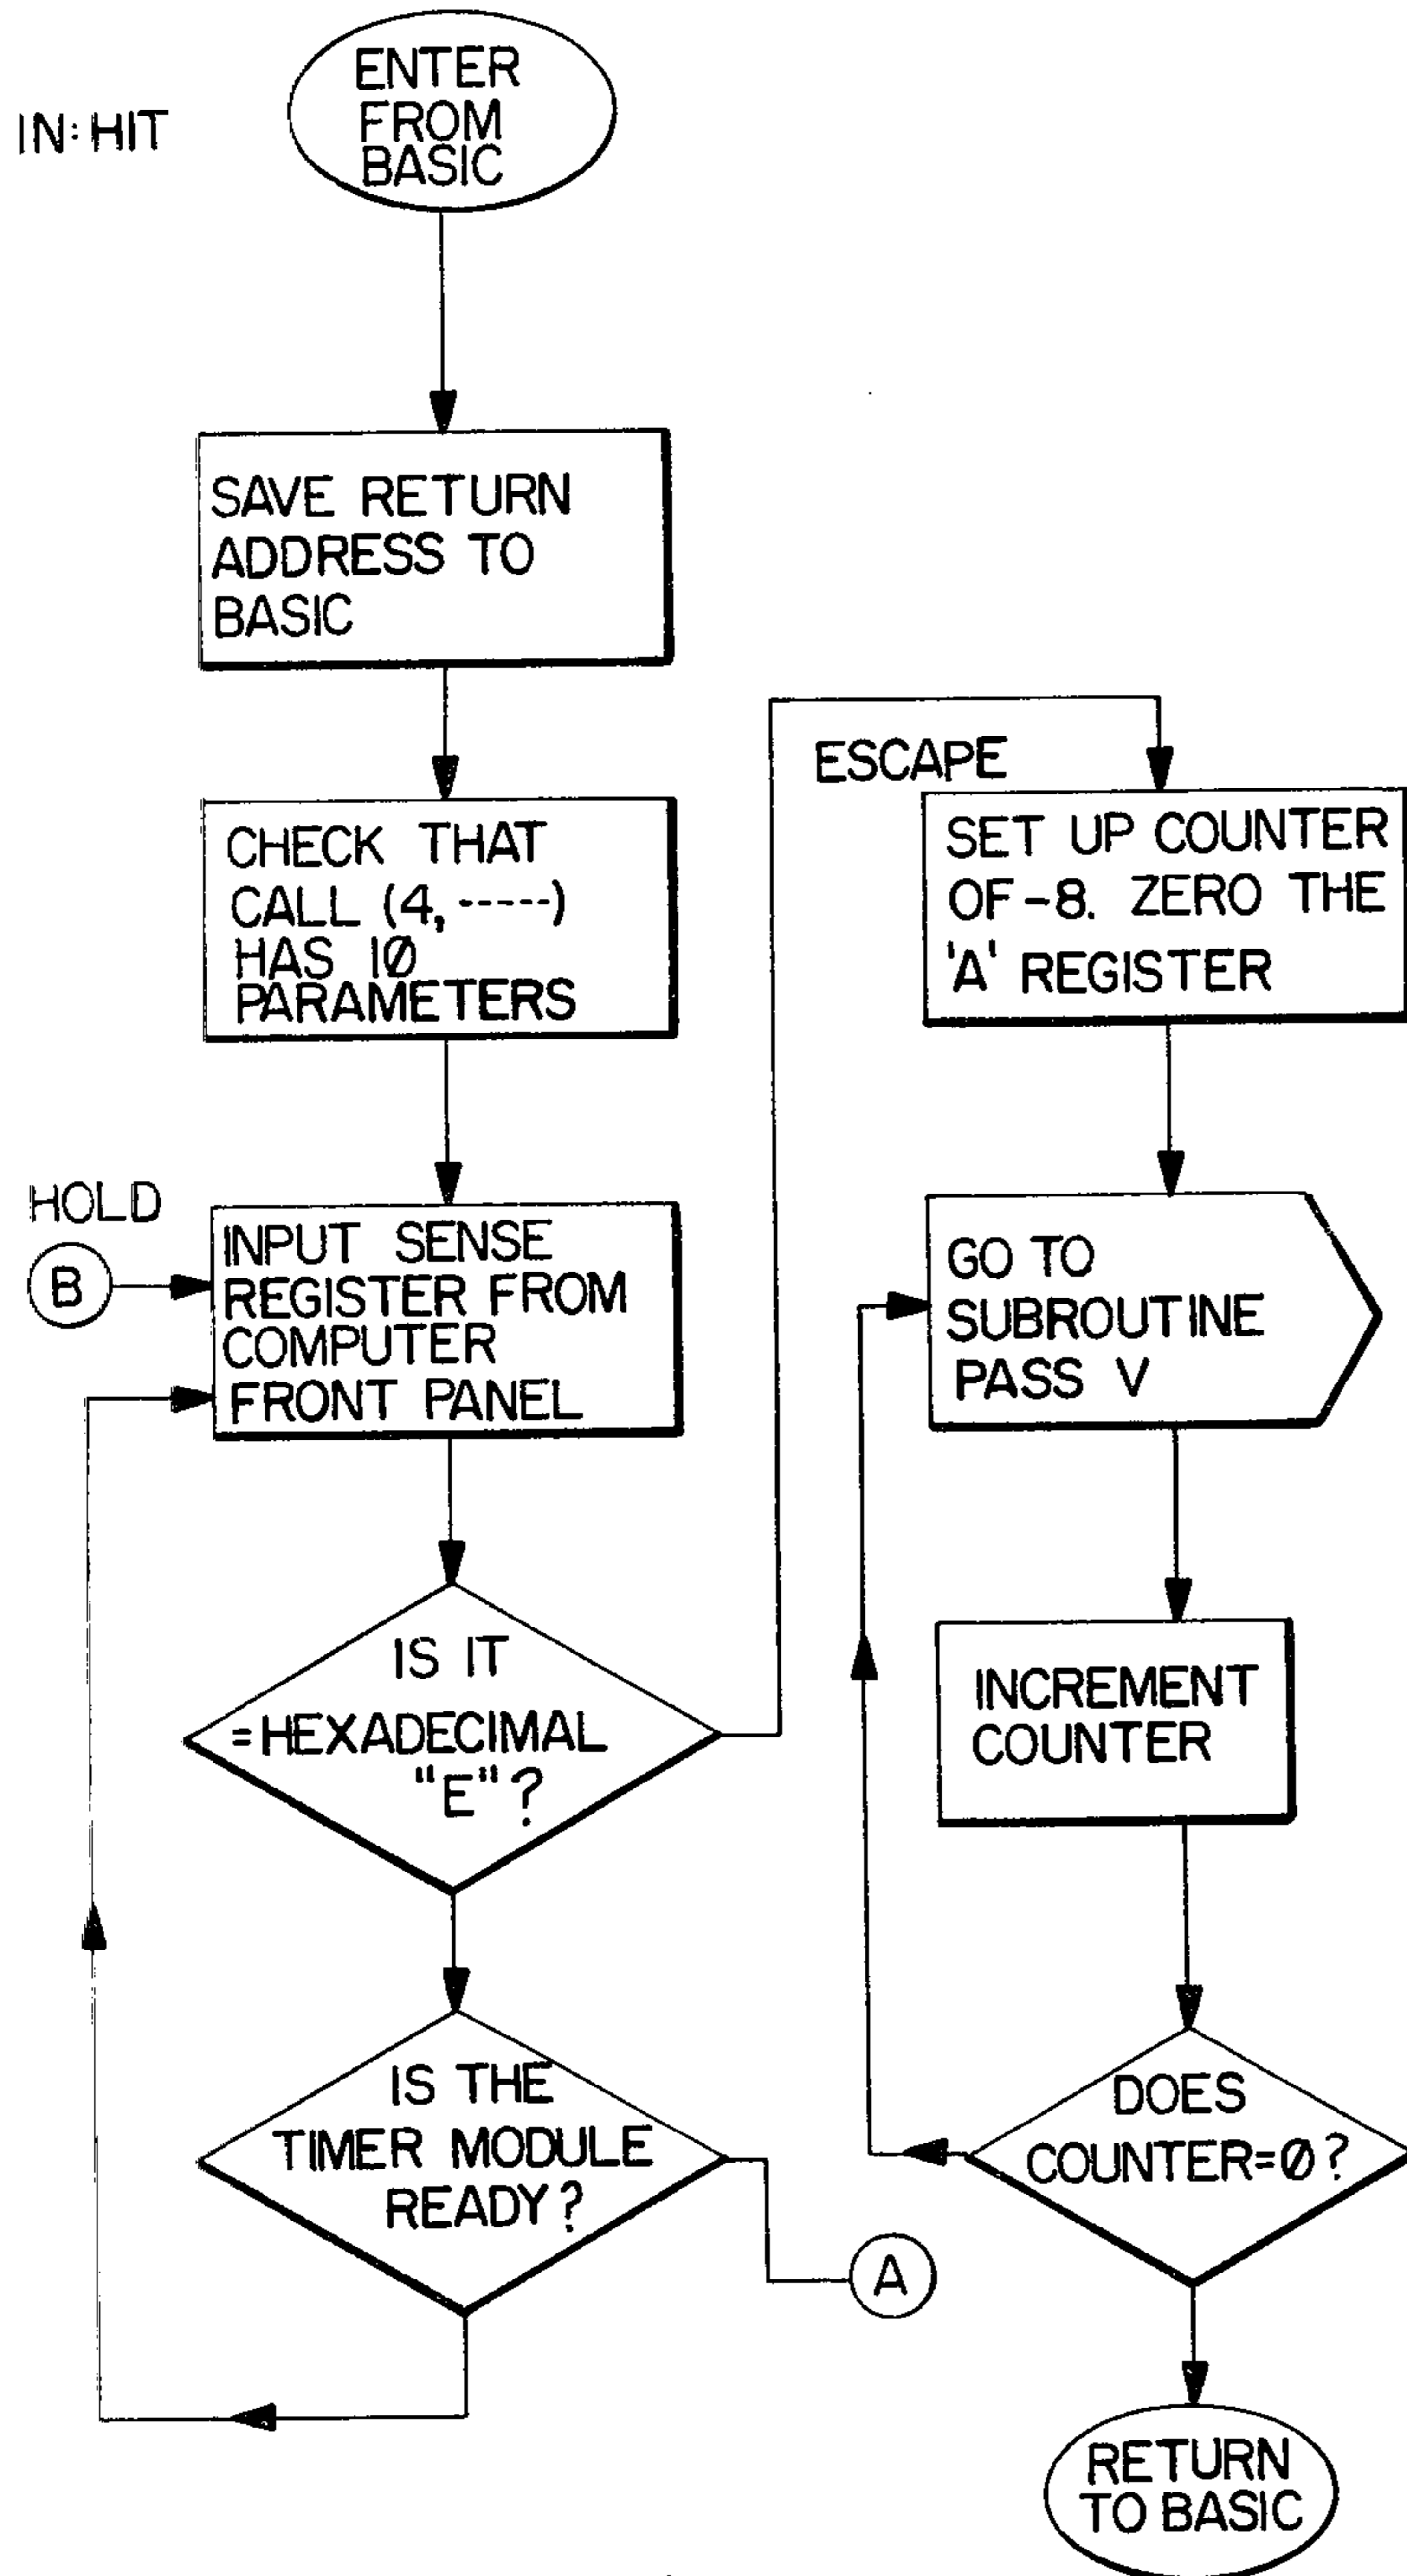 IN: HIT
ENTER
FROM
BASIC
SAVE RETURN
ADDRESS TO
BASIC
CHECK THAT
CALL (4, -----)
HAS 1Ø
PARAMETERS
HOLD
B
INPUT SENSE
REGISTER FROM
COMPUTER
FRONT PANEL
IS IT
=HEXADECIMAL
"E"?
IS THE
TIMER MODULE
READY?
A
ESCAPE
SET UP COUNTER
OF -8. ZERO THE
'A' REGISTER
GO TO
SUBROUTINE
PASS V
INCREMENT
COUNTER
DOES
COUNTER=Ø?
RETURN
TO BASIC